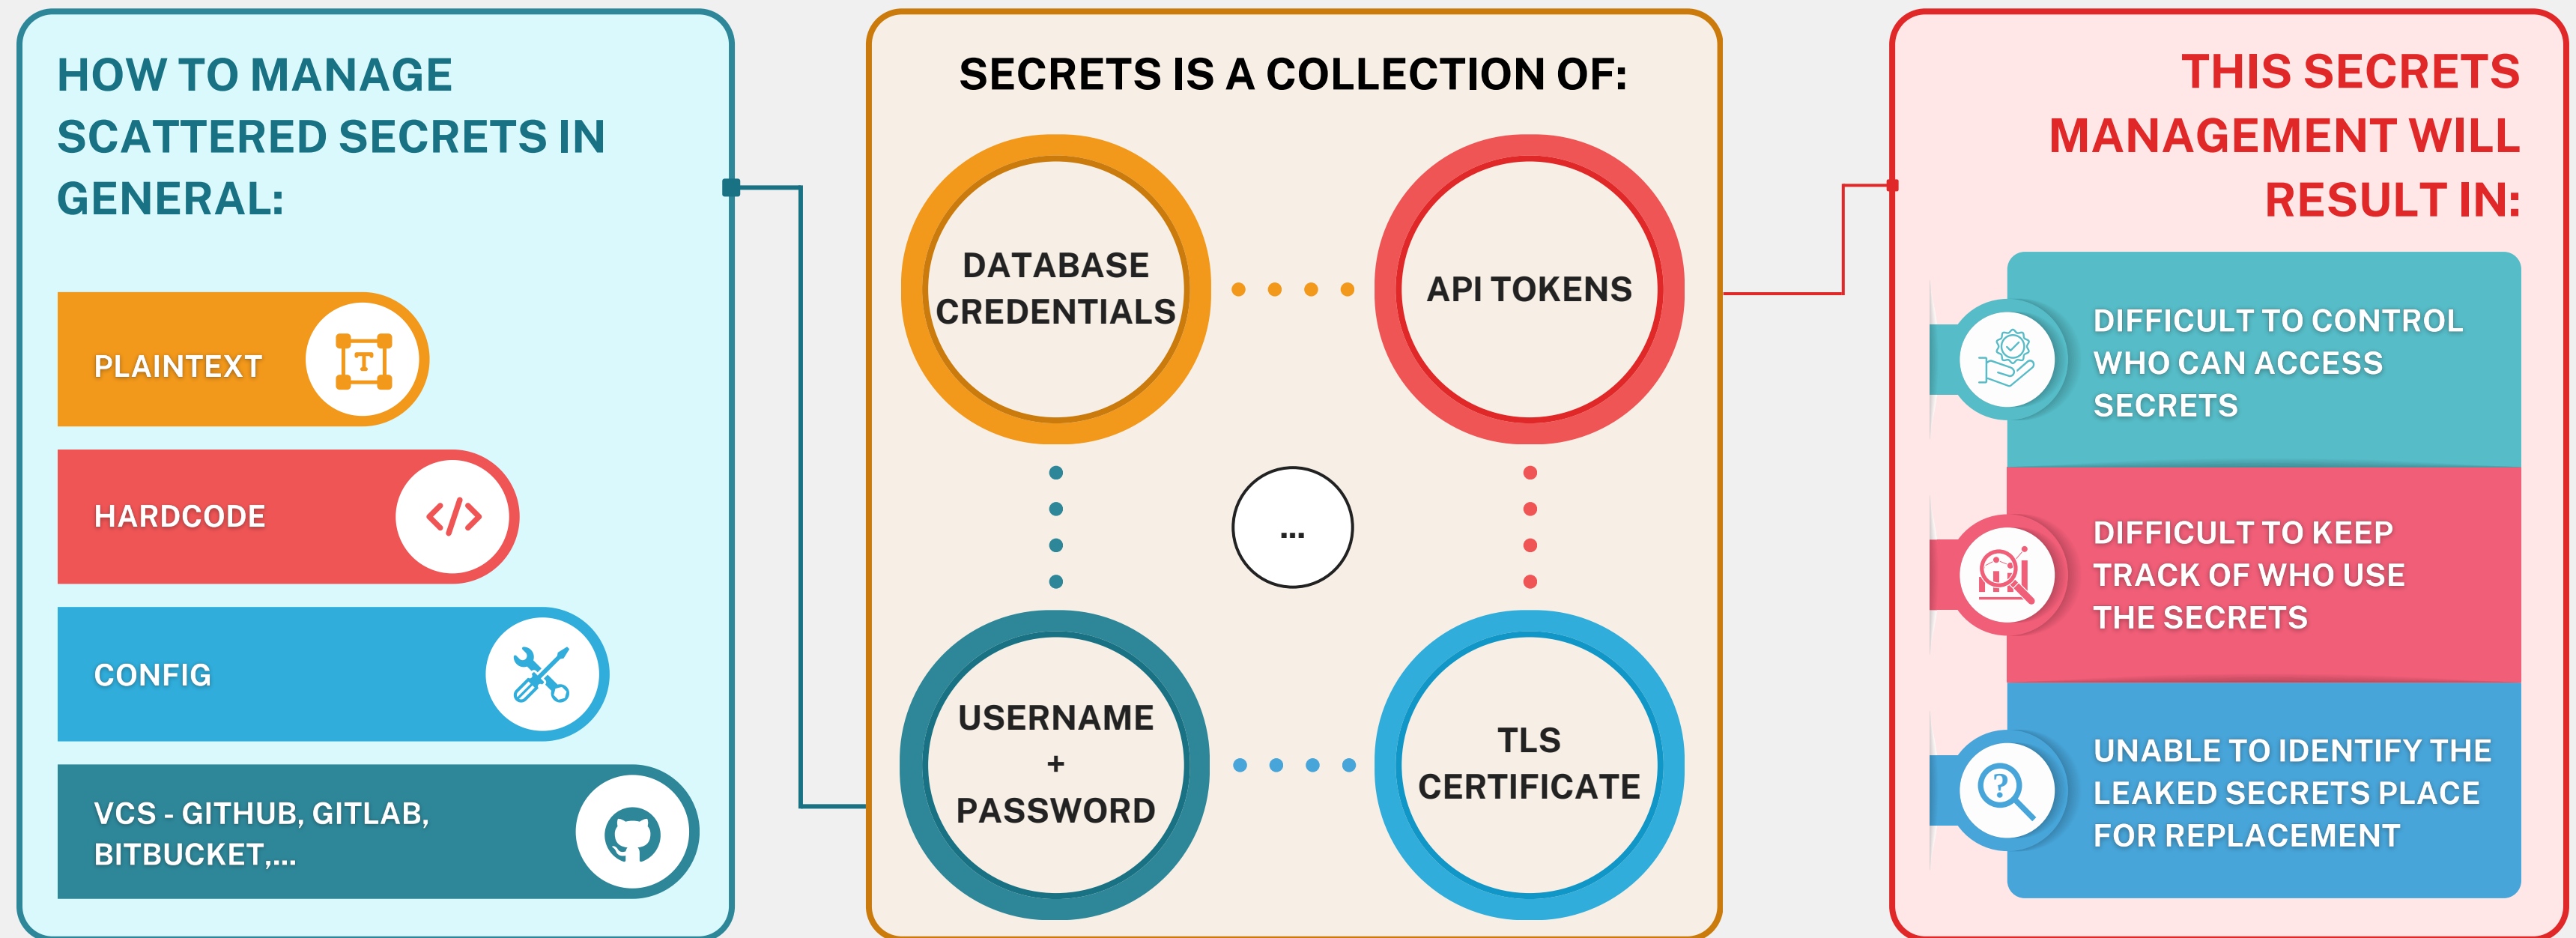 HOW TO MANAGE
SCATTERED SECRETS IN
GENERAL:
PLAINTEXT
T
HARDCODE
</>
CONFIG
VCS - GITHUB, GITLAB,
BITBUCKET,...
SECRETS IS A COLLECTION OF:
DATABASE
CREDENTIALS
API TOKENS
...
USERNAME
+
PASSWORD
TLS
CERTIFICATE
THIS SECRETS
MANAGEMENT WILL
RESULT IN:
DIFFICULT TO CONTROL
WHO CAN ACCESS
SECRETS
DIFFICULT TO KEEP
TRACK OF WHO USE
THE SECRETS
?
UNABLE TO IDENTIFY THE
LEAKED SECRETS PLACE
FOR REPLACEMENT